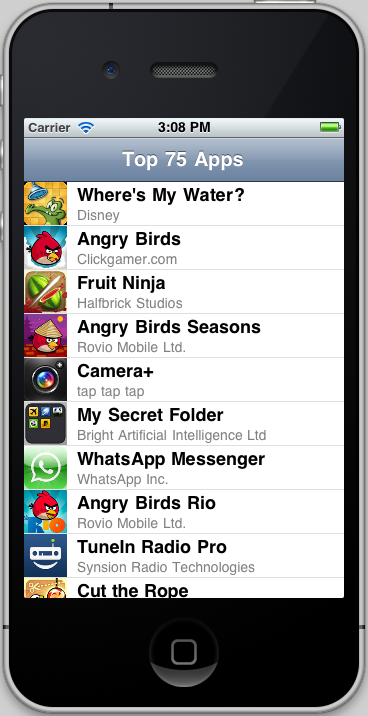 Carrier 3:08 PM
Top 75 Apps
Where's My Water?
Disney
Angry Birds
Clickgamer.com
Fruit Ninja
Halfbrick Studios
Angry Birds Seasons
Rovio Mobile Ltd.
Camera+
tap tap tap
My Secret Folder
Bright Artificial Intelligence Ltd
WhatsApp Messenger
WhatsApp Inc.
Angry Birds Rio
Rovio Mobile Ltd.
TuneIn Radio Pro
Synsion Radio Technologies
Cut the Rope